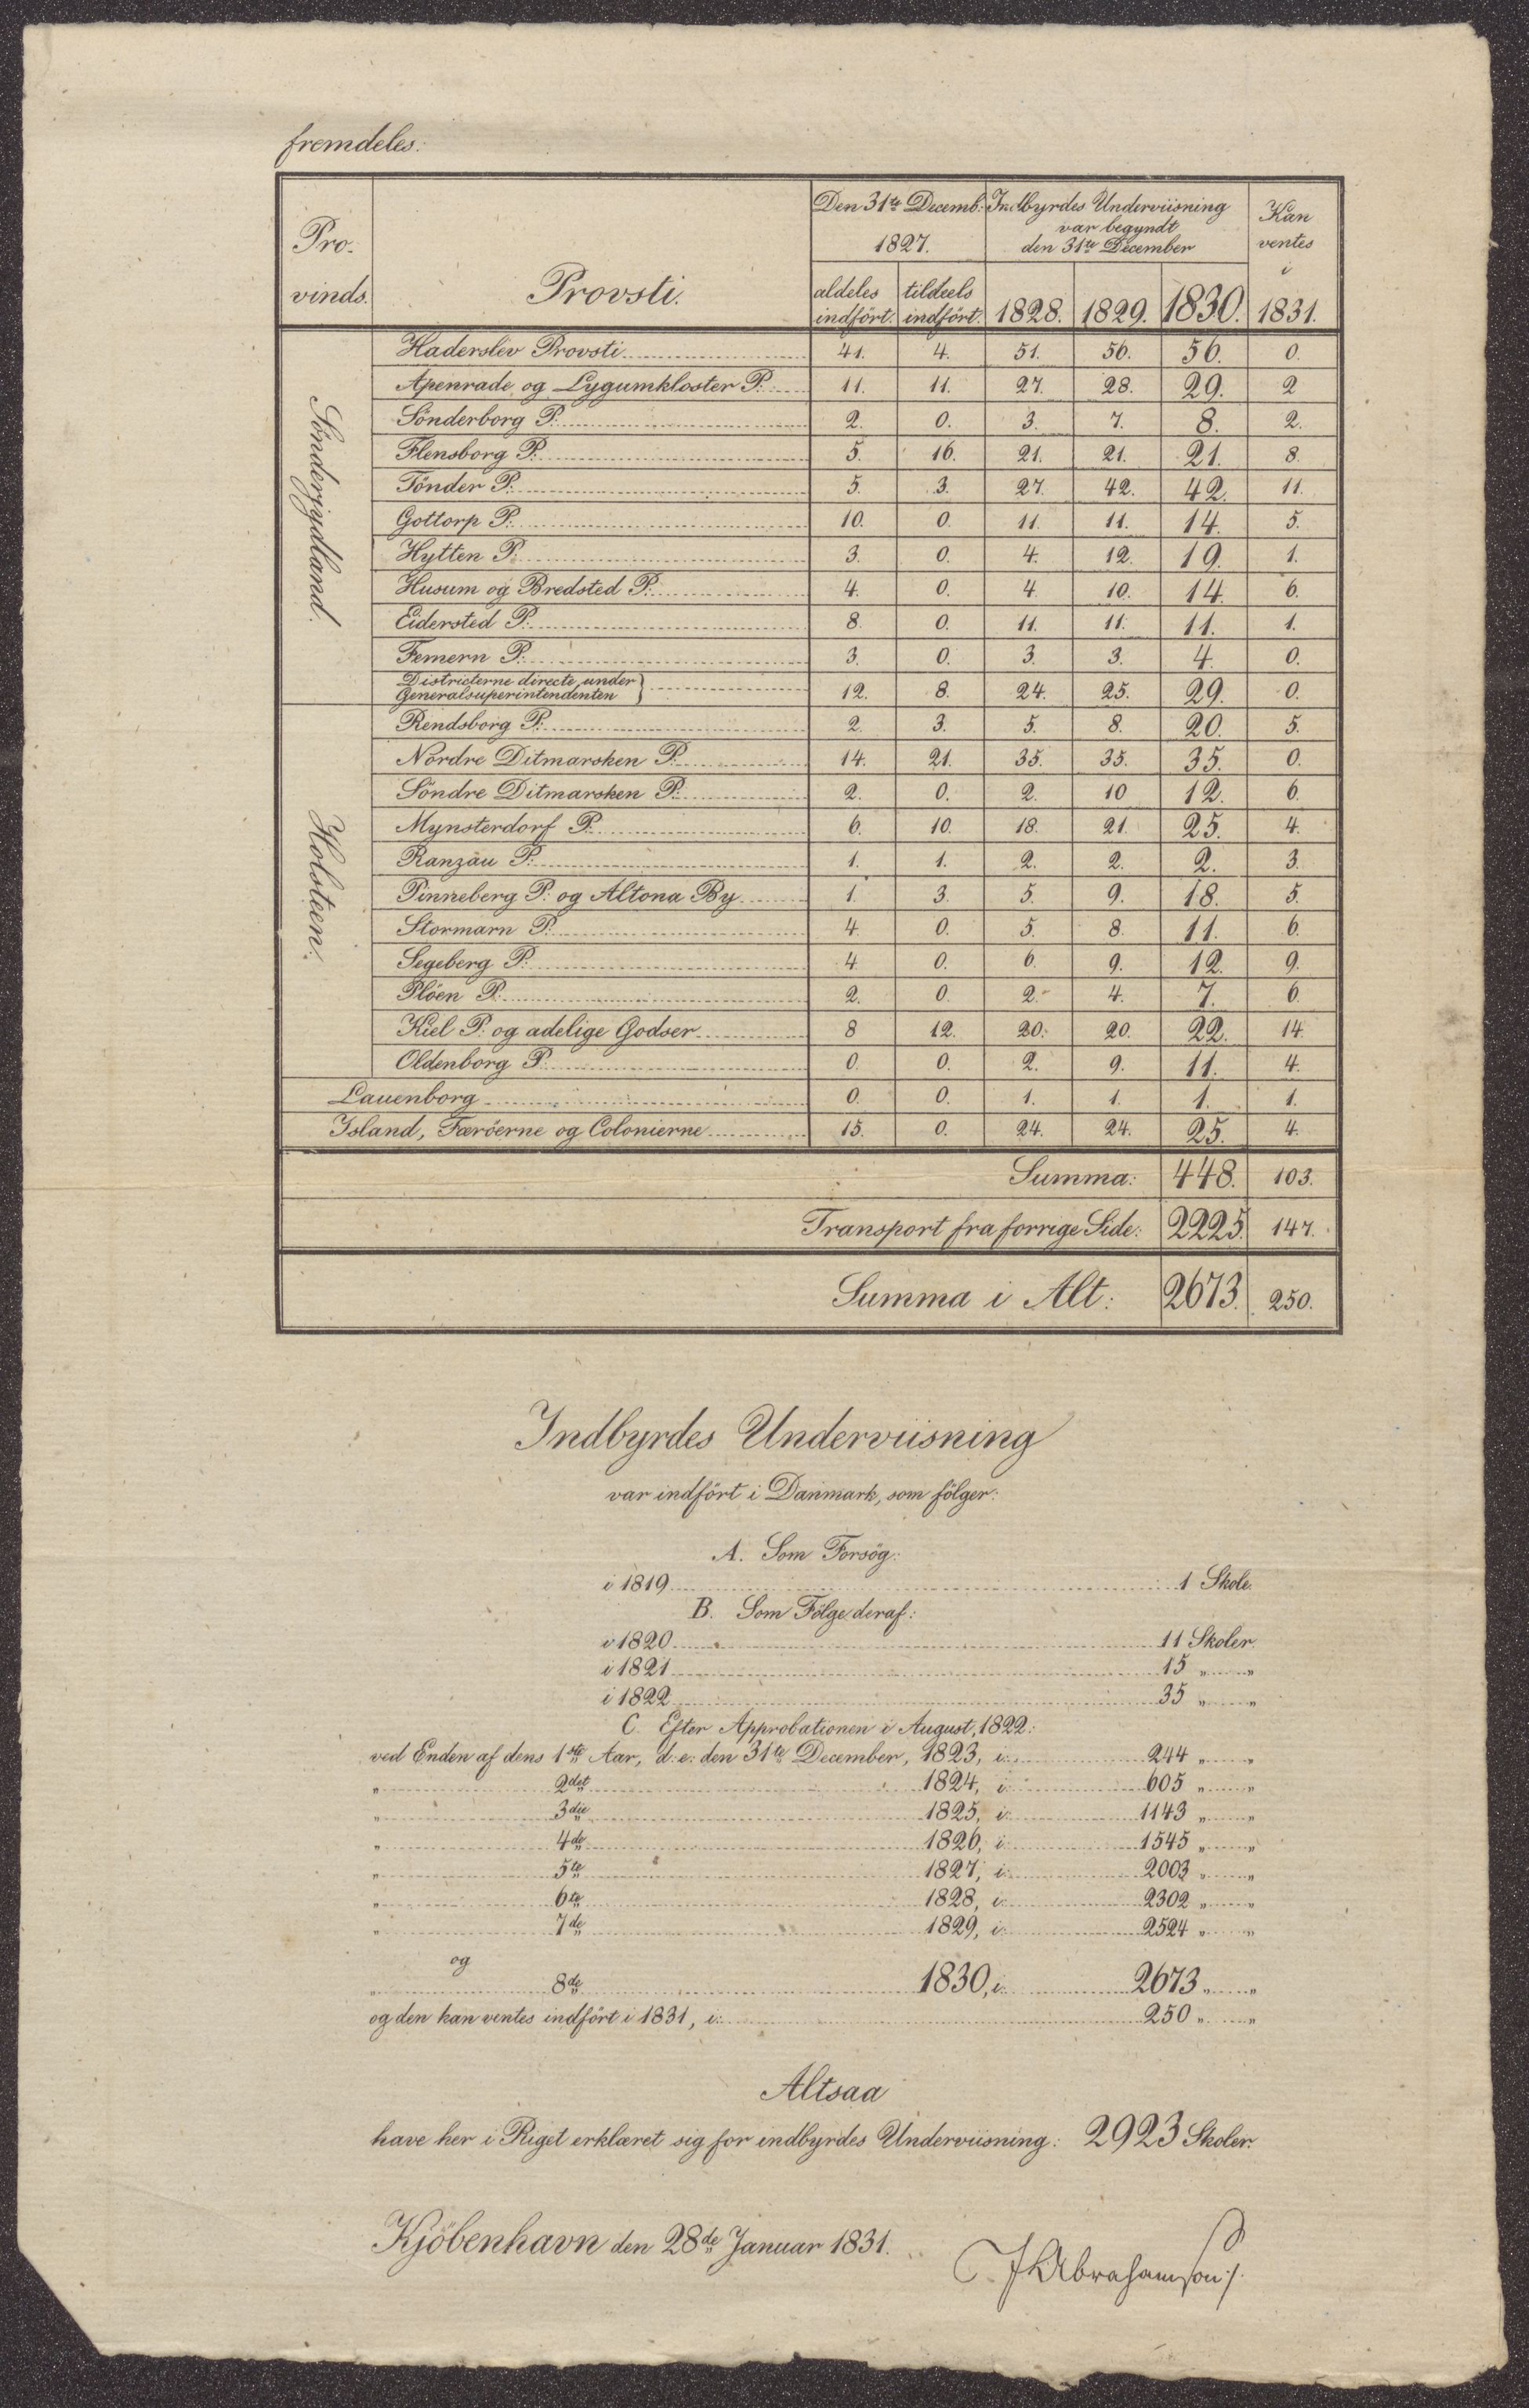 fremdeles:
Pro-
vinds.
Provsti.
Den 31te Decemb:
1827.
aldeles
indført.
tildeels
indført.
Indbyrdes Underviisning
var begyndt
den 31te December
1828. 1829. 1830.
Kan
ventes
i
1831.
Sønderjydland.
Haderslev Provsti 41. 4. 51. 56. 56. 0.
Apenrade og Lygumkloster P. 11. 11. 27. 28. 29. 2
Sönderborg P. 2. 0. 3. 7. 8. 2.
Flensborg P. 5. 16. 21. 21. 21. 8.
Tönder P. 5. 3. 27. 42. 42. 11.
Gottorp P. 10. 0. 11. 11. 14. 5.
Hytten P. 3. 0. 4. 12. 19. 1.
Husum og Bredsted P. 4. 0. 4. 10. 14. 6.
Eidersted P. 8. 0. 11. 11. 11. 1.
Femern P. 3. 0. 3. 3. 4. 0.
Districterne directe under
Generalsuperintendenten } 12. 8. 24. 25. 29. 0.
Holsteen.
Rendsborg P. 2. 3. 5. 8. 20. 5.
Nordre Ditmarsken P. 14. 21. 35. 35. 35. 0.
Söndre Ditmarsken P. 2. 0. 2. 10 12. 6.
Mynsterdorf P. 6. 10. 18. 21. 25. 4.
Ranzau P. 1. 1. 2. 2. 2. 3.
Pinneberg P. og Altona By 1. 3. 5. 9. 18. 5.
Stormarn P. 4. 0. 5. 8. 11. 6.
Segeberg P. 4 0. 6. 9. 12. 9.
Plöen P. 2. 0. 2. 4. 7. 6.
Kiel P. og adelige Godser 8 12. 20. 20. 22. 14.
Oldenborg P. 0. 0. 2. 9. 11. 4.
Lauenborg 0. 0. 1. 1. 1. 1.
Island, Færöerne og Colonierne 15. 0. 24. 24. 25. 4.
Summa: 448. 103.
Transport fra forrige Side: 2225. 147.
Summa i Alt: 2673. 250.
Indbyrdes Underviisning
var indfört i Danmark, som fölger:
A. Som Forsög:
i 1819 1 Skole.
B. Som Fölge deraf:
i 1820 11 Skoler.
i 1821 15 " "
i 1822 35 " "
C. Efter Approbationen i August, 1822:
ved Enden af dens 1ste Aar, d: e: den 31te December, 1823, i: 244 " "
" 2det 1824, i: 605 " "
" 3die 1825, i: 1143 " "
" 4de 1826, i: 1545 " "
" 5te 1827, i: 2003 " "
" 6te 1828, i: 2302 " "
" 7de 1829, i: 2524 " "
og
" 8de 1830, i: 2673 " "
og den kan ventes indfört i 1831, i: 250 " "
Altsaa
have her i Riget erklæret sig for indbyrdes Underviisning: 2923 Skoler.
Kjöbenhavn den 28de Januar 1831.
Abrahamson